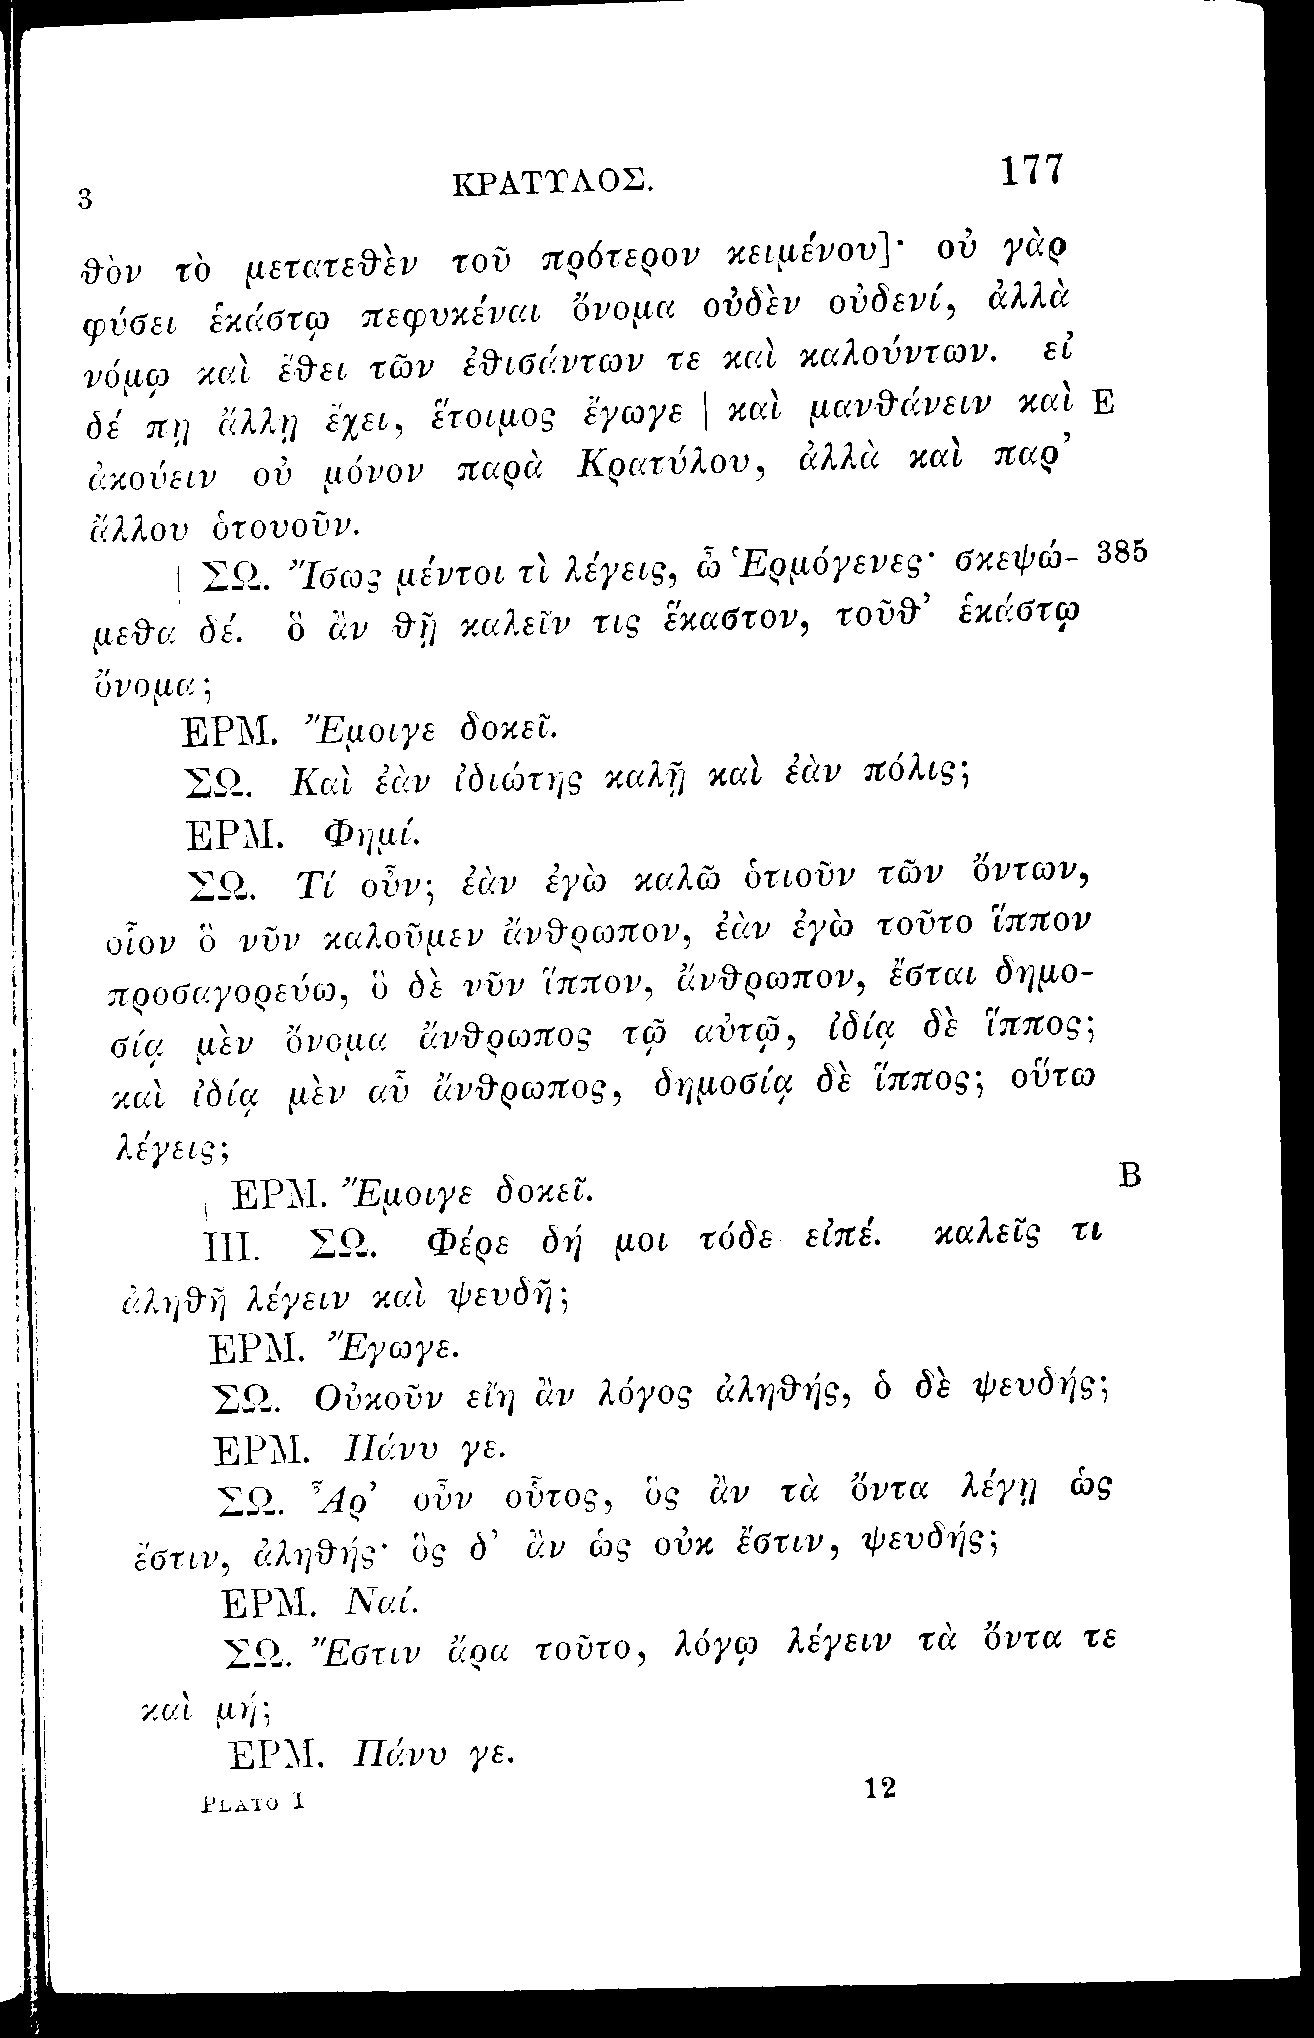 3 ΚΡΑΤΥΛΟΣ. 177
θὸν τὸ μετατεθὲν τοῦ πρότερον κειμένου]· οὐ γὰρ
φύσει ἑκάστῳ πεφυκέναι ὄνομα οὐδὲν οὐδενί, ἀλλὰ
νόμῳ καὶ ἔθει τῶν ἐθισάντων τε καὶ καλούντων. εἰ
δέ πῃ ἄλλῃ ἔχει, ἕτοιμος ἔγωγε | καὶ μανθάνειν καὶ E
ἀκούειν οὐ μόνον παρὰ Κρατύλου, ἀλλὰ καὶ παρ’
ἄλλου ὁτουοῦν.
| ΣΩ. Ἴσως μέντοι τὶ λέγεις, ὦ Ἑρμόγενες· σκεψώ- 385
μεθα δέ. ὃ ἂν θῇ καλεῖν τις ἕκαστον, τοῦθ’ ἑκάστῳ
ὄνομα;
ΕΡΜ. Ἔμοιγε δοκεῖ.
ΣΩ. Καὶ ἐὰν ἰδιώτης καλῇ καὶ ἐὰν πόλις;
ΕΡΜ. Φημί.
ΣΩ. Τί οὖν; ἐὰν ἐγὼ καλῶ ὁτιοῦν τῶν ὄντων,
οἷον ὃ νῦν καλοῦμεν ἄνθρωπον, ἐὰν ἐγὼ τοῦτο ἵππον
προσαγορεύω, ὃ δὲ νῦν ἵππον, ἄνθρωπον, ἔσται δημο-
σίᾳ μὲν ὄνομα ἄνθρωπος τῷ αὐτῷ, ἰδίᾳ δὲ ἵππος;
καὶ ἰδίᾳ μὲν αὖ ἄνθρωπος, δημοσίᾳ δὲ ἵππος; οὕτω
λέγεις;
| ΕΡΜ. Ἔμοιγε δοκεῖ. B
III. ΣΩ. Φέρε δή μοι τόδε εἰπέ. καλεῖς τι
ἀληθῆ λέγειν καὶ ψευδῆ;
ΕΡΜ. Ἔγωγε.
ΣΩ. Οὐκοῦν εἴη ἂν λόγος ἀληθής, ὁ δὲ ψευδής;
ΕΡΜ. Πάνυ γε.
ΣΩ. Ἆρ’ οὖν οὗτος, ὃς ἂν τὰ ὄντα λέγῃ ὡς
ἔστιν, ἀληθής· ὃς δ’ ἂν ὡς οὐκ ἔστιν, ψευδής;
ΕΡΜ. Ναί.
ΣΩ. Ἔστιν ἄρα τοῦτο, λόγῳ λέγειν τὰ ὄντα τε
καὶ μή;
ΕΡΜ. Πάνυ γε.
PLATO I 12